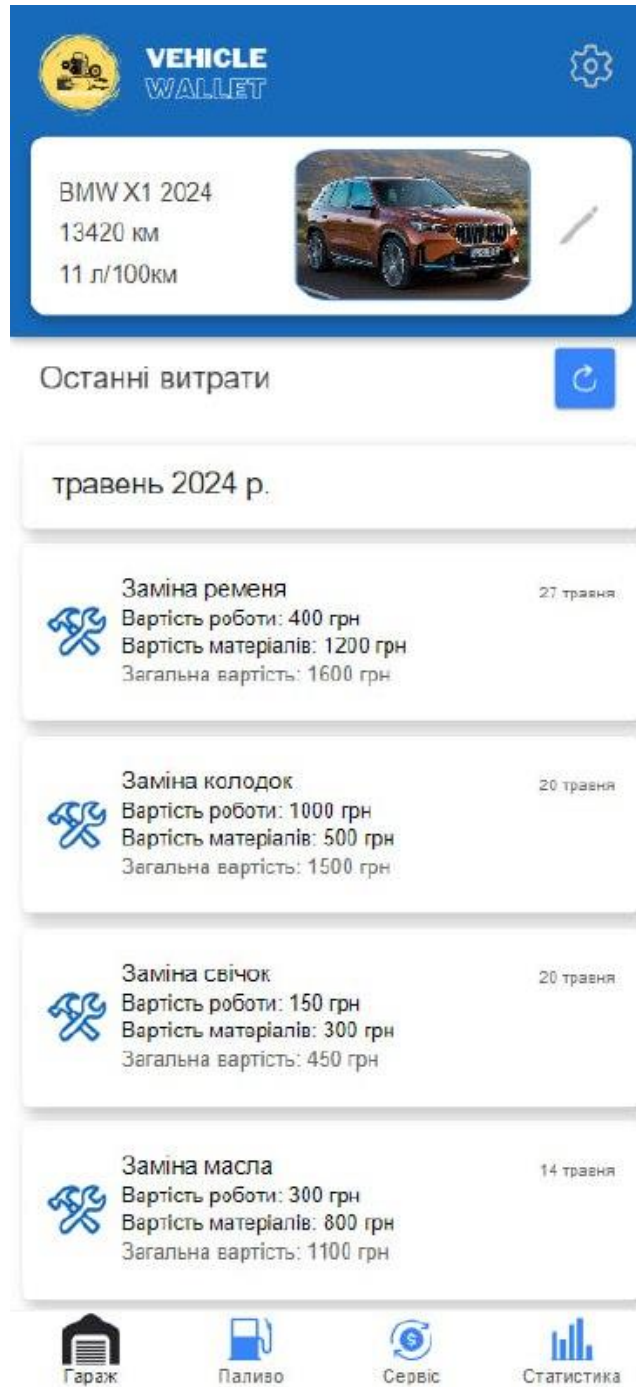 VEHICLE
WALLET
BMW X1 2024
13420 км
11 л/100км
Останні витрати
травень 2024 р.
Заміна ременя
27 травня
Вартість роботи: 400 грн
Вартість матеріалів: 1200 грн
Загальна вартість: 1600 грн
Заміна колодок
20 травня
Вартість роботи: 1000 грн
Вартість матеріалів: 500 грн
Загальна вартість: 1500 грн
Заміна свічок
20 травня
Вартість роботи: 150 грн
Вартість матеріалів: 300 грн
Загальна вартість: 450 грн
Заміна масла
14 травня
Вартість роботи: 300 грн
Вартість матеріалів: 800 грн
Загальна вартість: 1100 грн
Гараж Паливо Сервіс Статистика